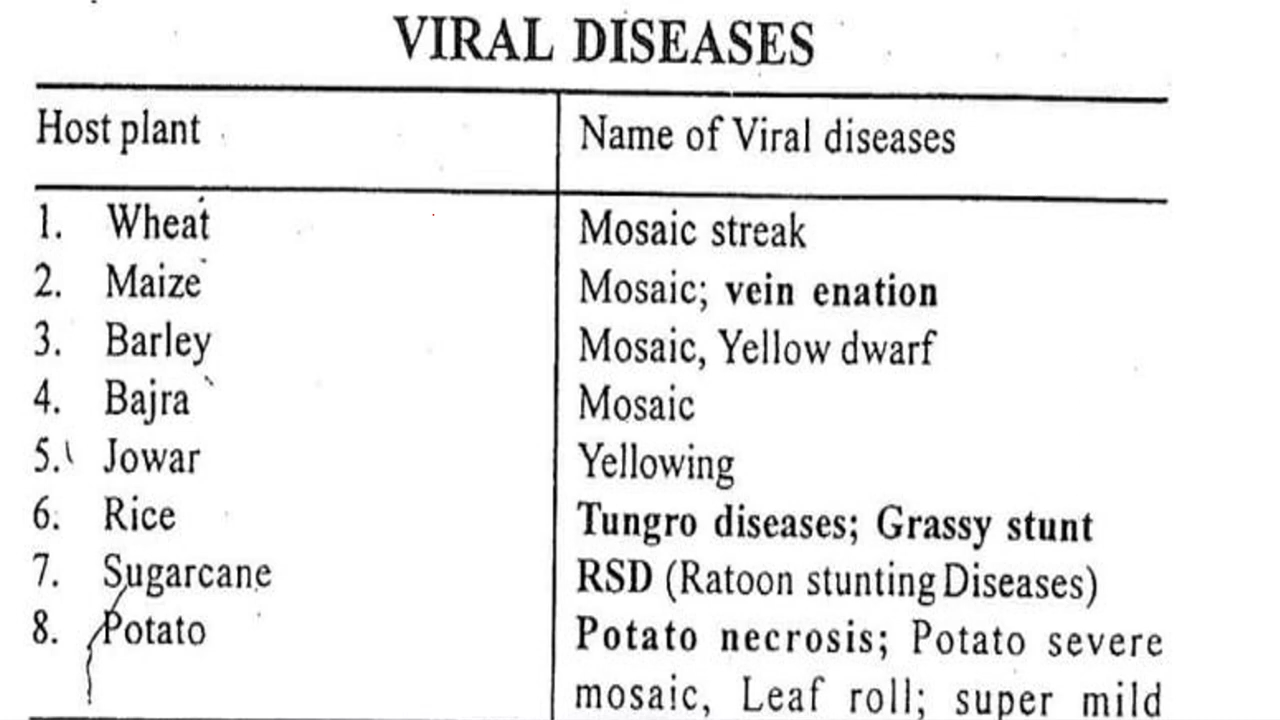 VIRAL DISEASES
Host plant Name of Viral diseases
1. Wheat Mosaic streak
2. Maize Mosaic; vein enation
3. Barley Mosaic, Yellow dwarf
4. Bajra Mosaic
5. Jowar Yellowing
6. Rice Tungro diseases; Grassy stunt
7. Sugarcane RSD (Ratoon stunting Diseases)
8. Potato Potato necrosis; Potato severe
mosaic, Leaf roll; super mild